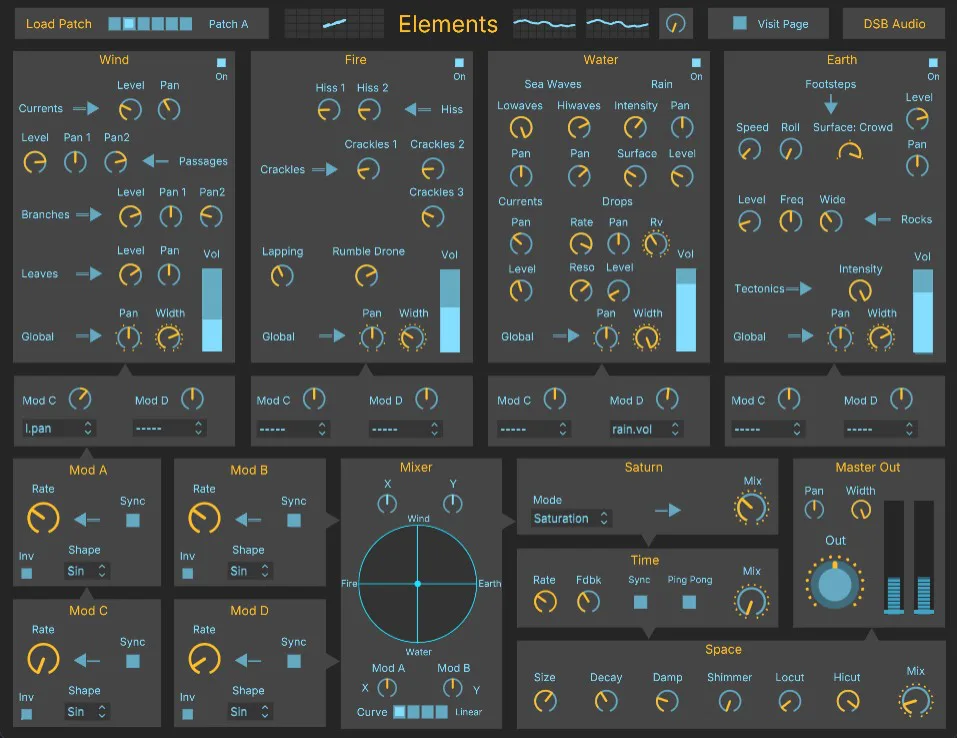 Load Patch Patch A Elements Visit Page DSB Audio
Wind
On
Level Pan
Currents
Level Pan 1 Pan2
Passages
Level Pan 1 Pan2
Branches
Level Pan Vol
Leaves
Pan Width
Global
Fire
On
Hiss 1 Hiss 2
Hiss
Crackles 1 Crackles 2
Crackles
Crackles 3
Lapping Rumble Drone Vol
Pan Width
Global
Water
On
Sea Waves Rain
Lowaves Hiwaves Intensity Pan
Pan Pan Surface Level
Currents Drops
Pan Rate Pan Rv
Vol
Level Reso Level
Pan Width
Global
Earth
On
Footsteps
Level
Speed Roll Surface: Crowd
Pan
Level Freq Wide
Rocks
Vol
Intensity
Tectonics
Pan Width
Global
Mod C Mod D
l.pan -----
Mod C Mod D
----- -----
Mod C Mod D
----- rain.vol
Mod C Mod D
----- -----
Mod A
Rate
Sync
Inv Shape
Sin
Mod B
Rate
Sync
Inv Shape
Sin
Mod C
Rate
Sync
Inv Shape
Sin
Mod D
Rate
Sync
Inv Shape
Sin
Mixer
X Y
Wind
Fire Earth
Water
Mod A Mod B
X Y
Curve Linear
Saturn
Mode Mix
Saturation
Time
Rate Fdbk Sync Ping Pong Mix
Master Out
Pan Width
Out
Space
Size Decay Damp Shimmer Locut Hicut Mix